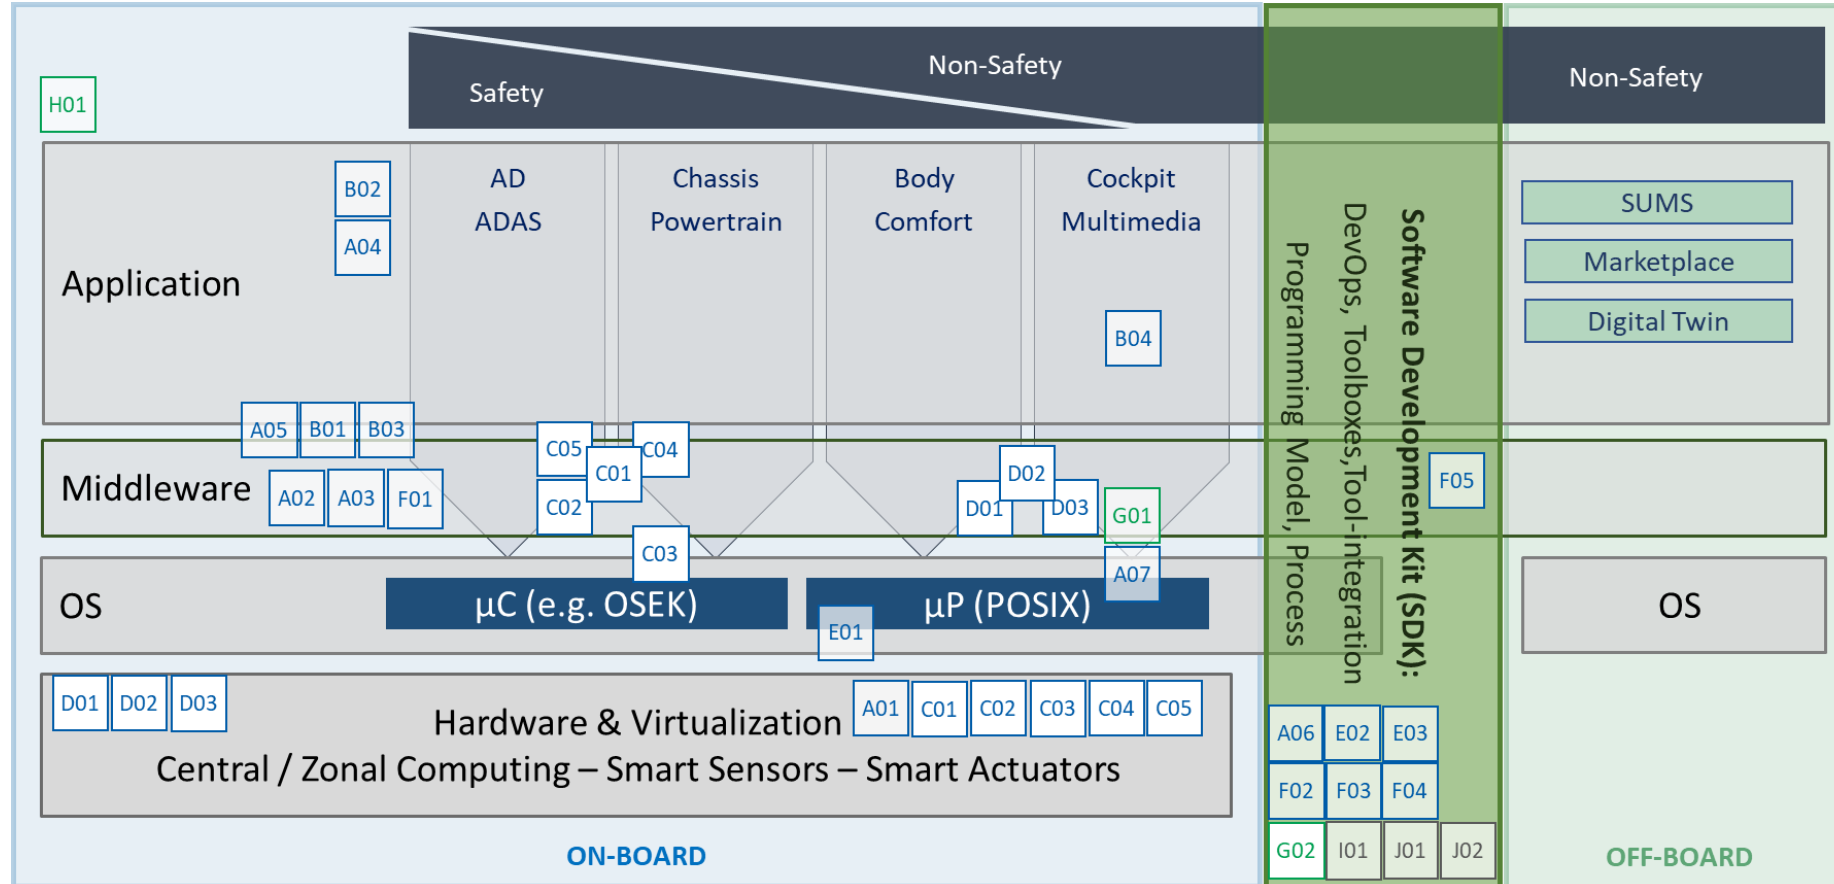 Safety
Non-Safety
Non-Safety
H01
Application
B02
A04
AD
ADAS
Chassis
Powertrain
Body
Comfort
Cockpit
Multimedia
B04
SUMS
Marketplace
Digital Twin
A05 B01 B03
Middleware
A02 A03 F01
C05
C01
C04
C02
C03
D01
D02
D03
G01
A07
F05
Software Development Kit (SDK):
DevOps, Toolboxes,Tool-integration
Programming Model, Process
OS
µC (e.g. OSEK)
µP (POSIX)
E01
OS
D01 D02 D03
Hardware & Virtualization
A01 C01 C02 C03 C04 C05
Central / Zonal Computing – Smart Sensors – Smart Actuators
A06 E02 E03
F02 F03 F04
G02 I01 J01 J02
ON-BOARD
OFF-BOARD